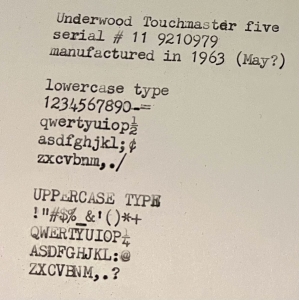 Underwood Touchmaster five
serial # 11 9210979
manufactured in 1963 (May?)
lowercase type
1234567890-=
qwertyuiop½
asdfghjkl;¢
zxcvbnm,./
UPPERCASE TYPE
!"#$%_&'()*+
QWERTYUIOP¼
ASDFGHJKL:@
ZXCVBNM,.?